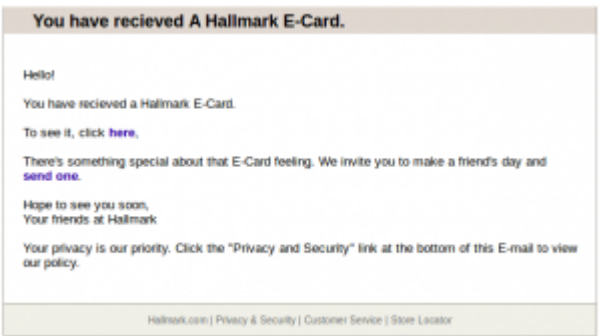 You have recieved A Hallmark E-Card.
Hello!
You have recieved a Hallmark E-Card.
To see it, click here,
There's something special about that E-Card feeling. We invite you to make a friend's day and
send one.
Hope to see you soon,
Your friends at Hallmark
Your privacy is our priority. Click the "Privacy and Security" link at the bottom of this E-mail to view
our policy.
Hallmark.com | Privacy & Security | Customer Service | Store Locator